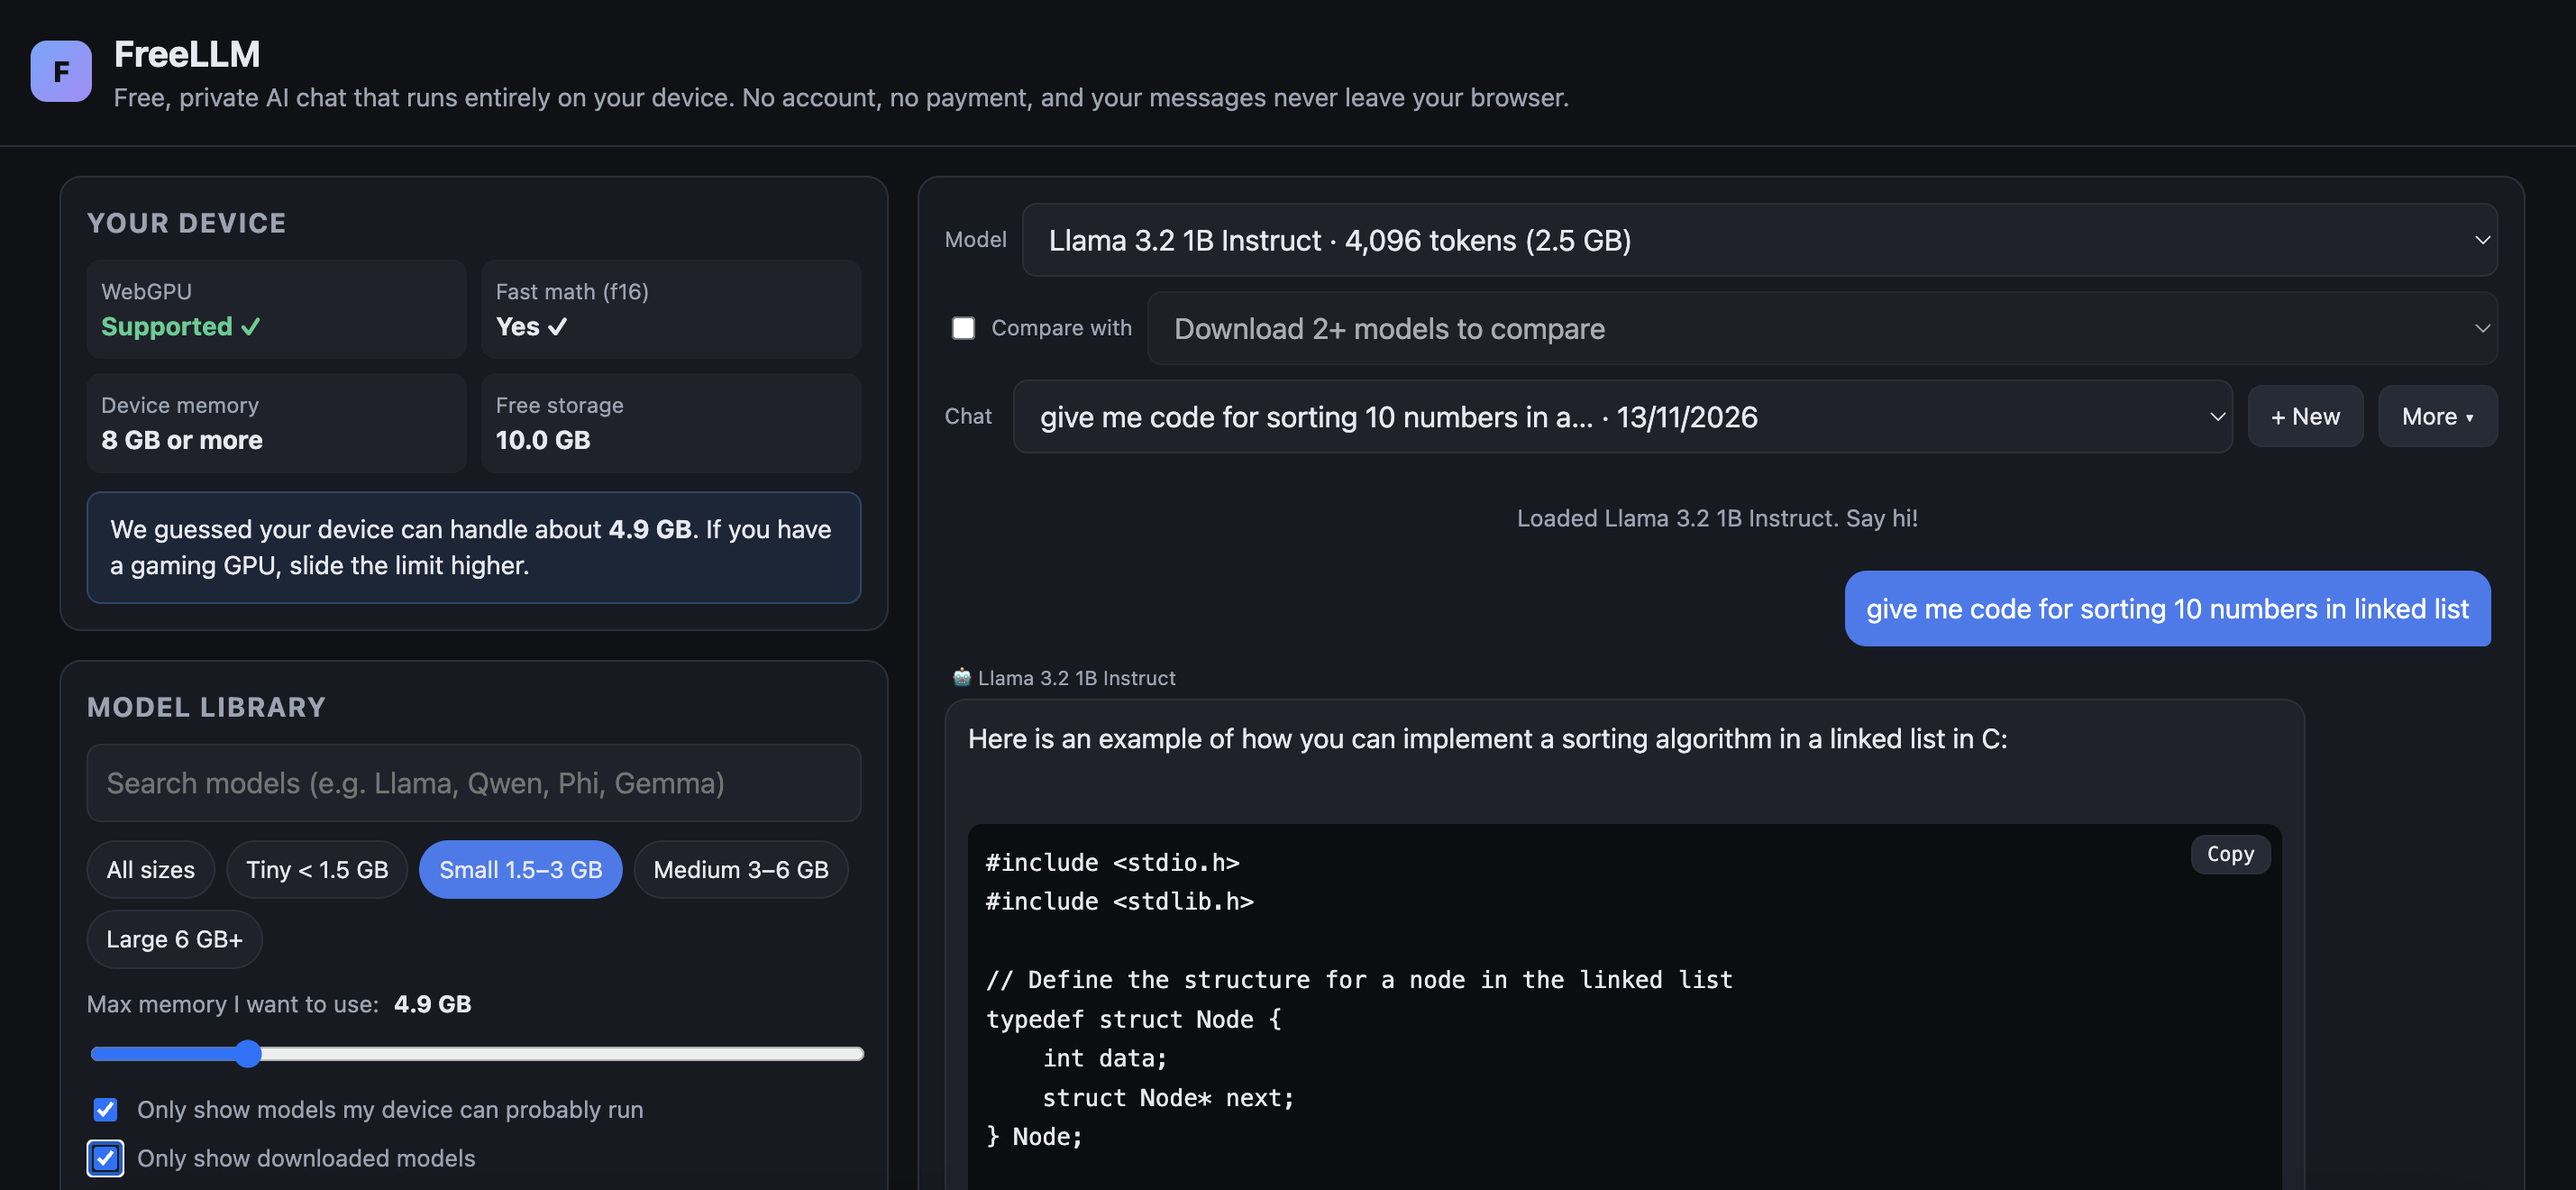 F
FreeLLM
Free, private AI chat that runs entirely on your device. No account, no payment, and your messages never leave your browser.
YOUR DEVICE
WebGPU
Supported ✓
Fast math (f16)
Yes ✓
Device memory
8 GB or more
Free storage
10.0 GB
We guessed your device can handle about 4.9 GB. If you have
a gaming GPU, slide the limit higher.
MODEL LIBRARY
Search models (e.g. Llama, Qwen, Phi, Gemma)
All sizes
Tiny < 1.5 GB
Small 1.5–3 GB
Medium 3–6 GB
Large 6 GB+
Max memory I want to use: 4.9 GB
Only show models my device can probably run
Only show downloaded models
Model
Llama 3.2 1B Instruct · 4,096 tokens (2.5 GB)
Compare with
Download 2+ models to compare
Chat
give me code for sorting 10 numbers in a... · 13/11/2026
+ New
More ▾
Loaded Llama 3.2 1B Instruct. Say hi!
give me code for sorting 10 numbers in linked list
🤖 Llama 3.2 1B Instruct
Here is an example of how you can implement a sorting algorithm in a linked list in C:
Copy
#include <stdio.h>
#include <stdlib.h>
// Define the structure for a node in the linked list
typedef struct Node {
    int data;
    struct Node* next;
} Node;